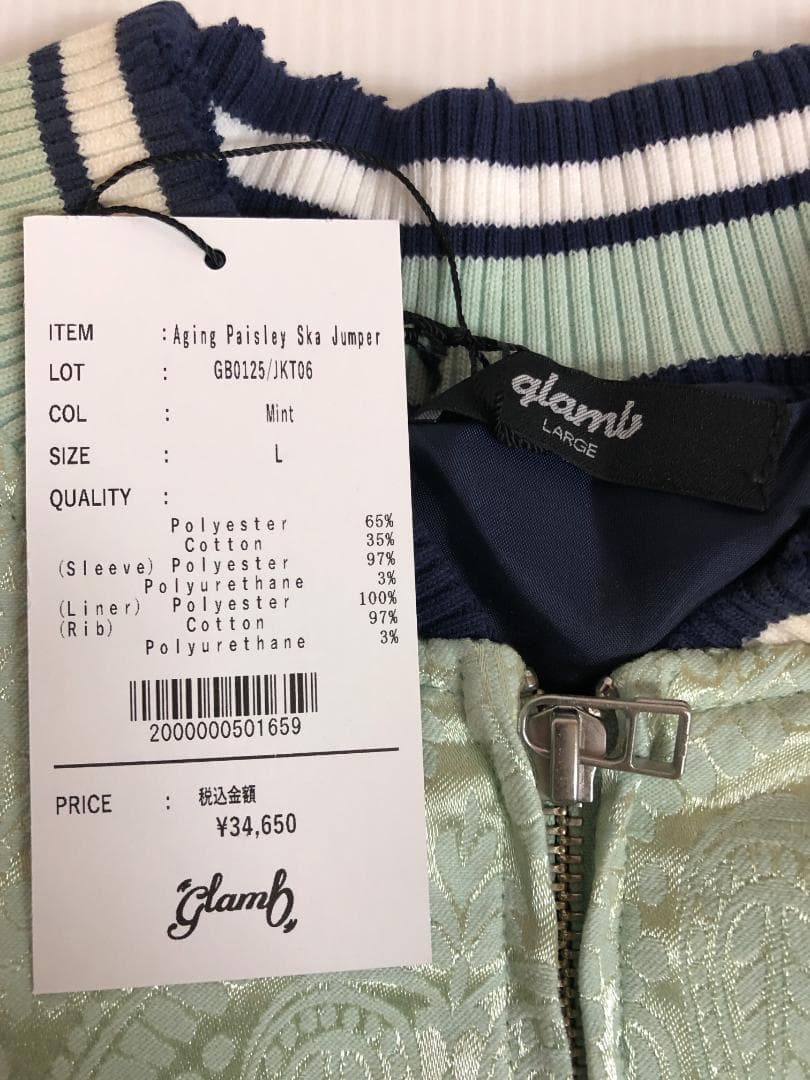 ITEM : Aging Paisley Ska Jumper
LOT : GB0125/JKT06
COL : Mint
SIZE : L
QUALITY :
Polyester 65%
Cotton 35%
(Sleeve) Polyester 97%
Polyurethane 3%
(Liner) Polyester 100%
(Rib) Cotton 97%
Polyurethane 3%
2000000501659
PRICE : 税込金額
¥34,650
glamb
glamb
LARGE